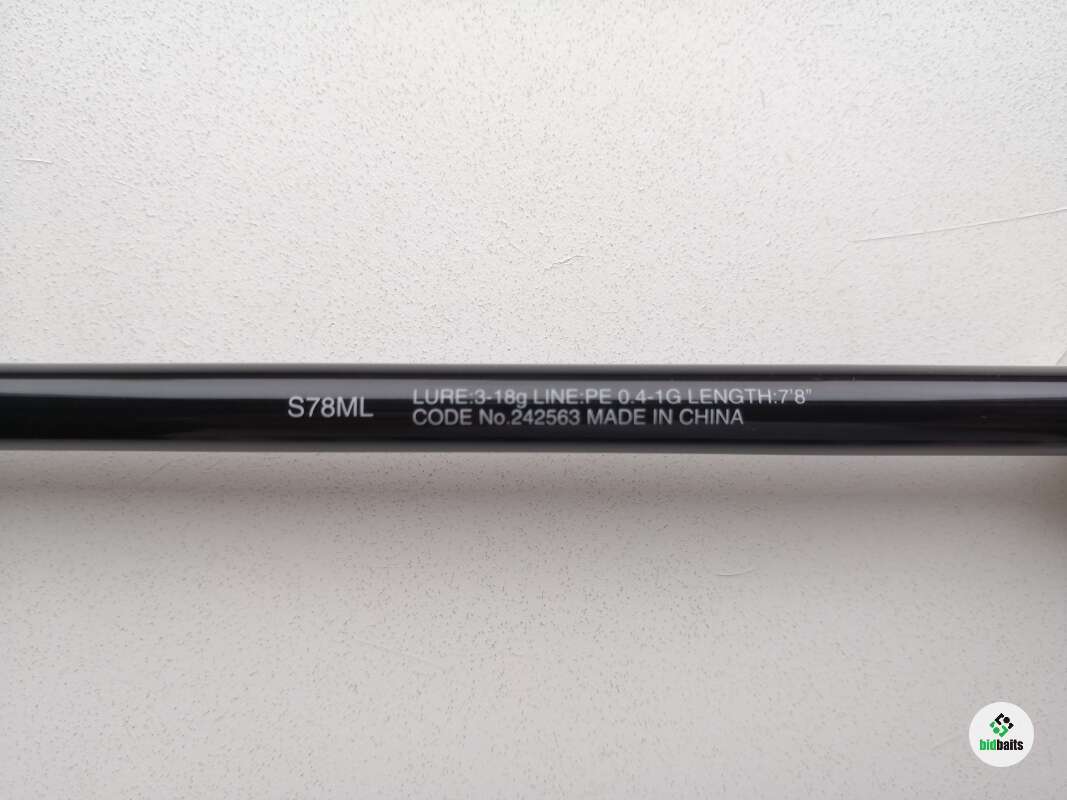 S78ML
LURE:3-18g LINE:PE 0.4-1G LENGTH:7'8"
CODE No.242563 MADE IN CHINA
bidbaits